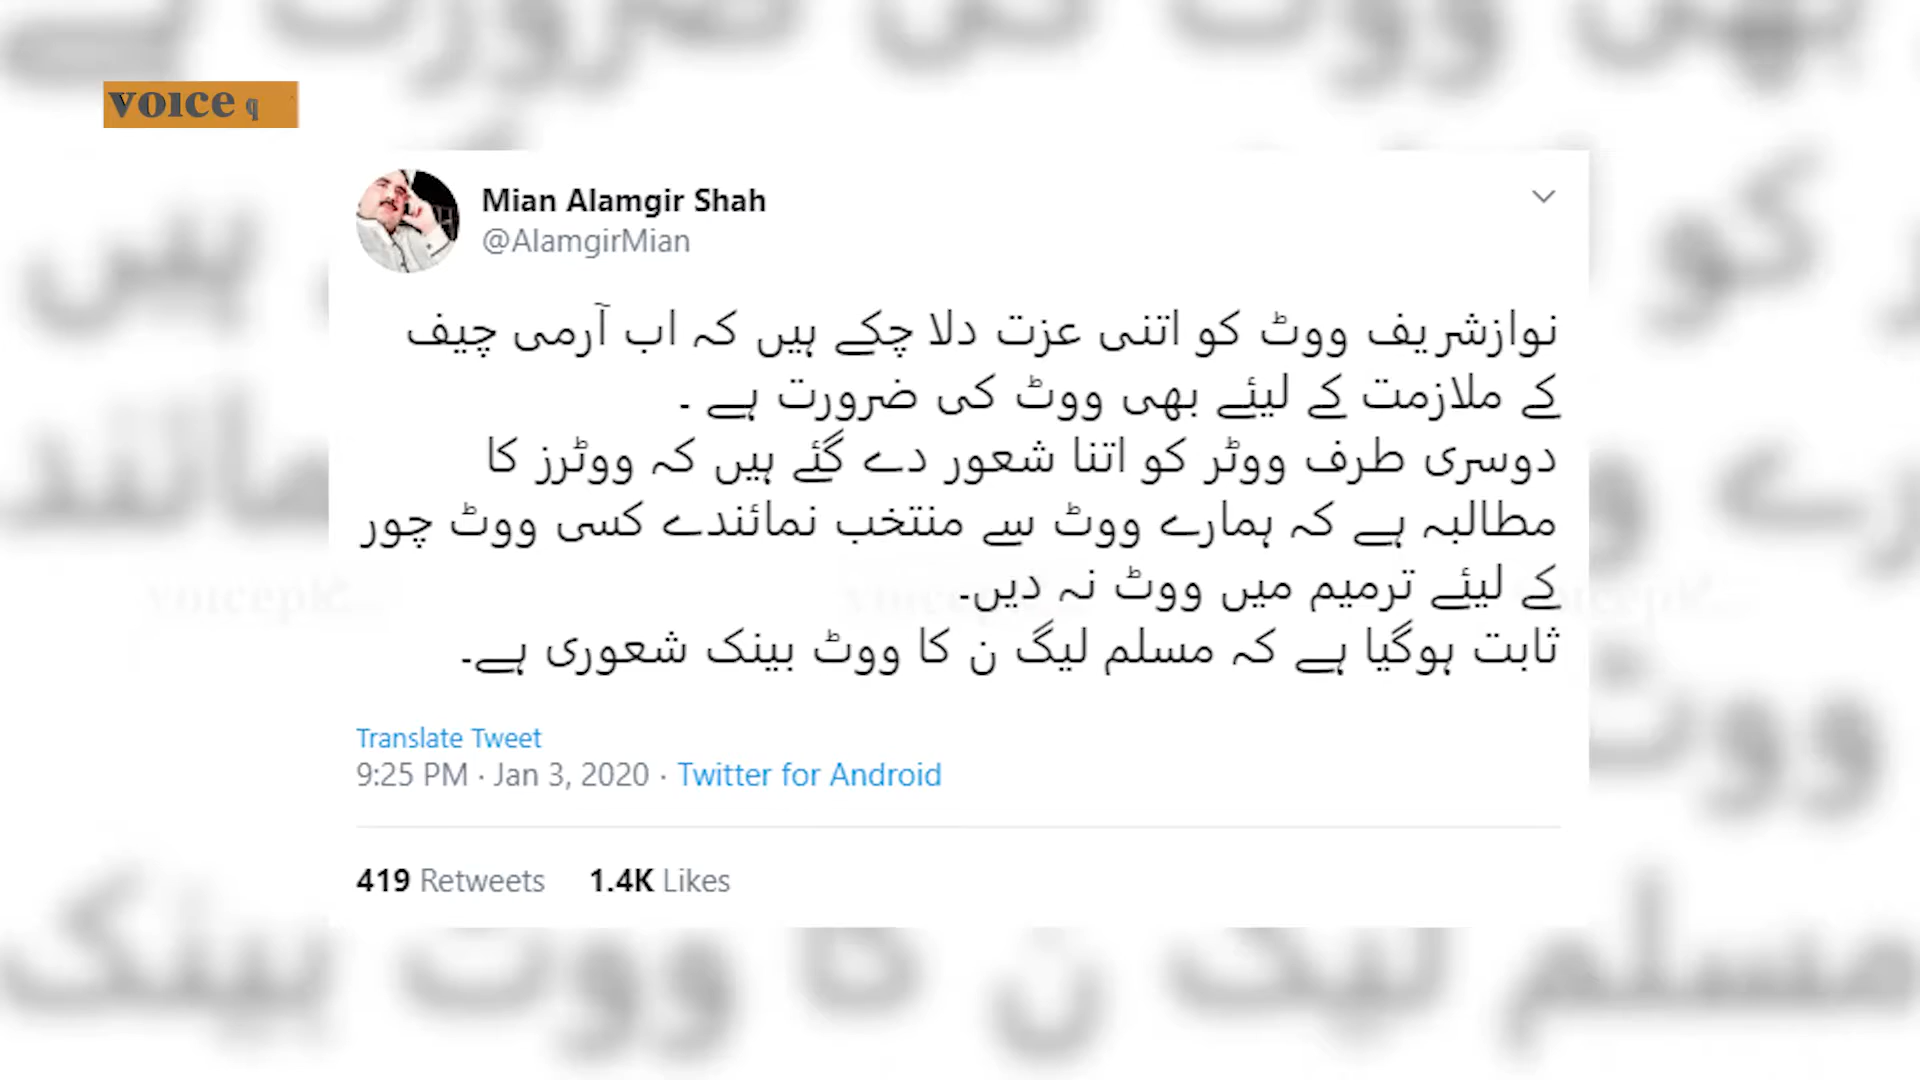 voice
Mian Alamgir Shah
@AlamgirMian
نوازشریف ووٹ کو اتنی عزت دلا چکے ہیں کہ اب آرمی چیف
کے ملازمت کے لیئے بھی ووٹ کی ضرورت ہے ۔
دوسری طرف ووٹر کو اتنا شعور دے گئے ہیں کہ ووٹرز کا
مطالبہ ہے کہ ہمارے ووٹ سے منتخب نمائندے کسی ووٹ چور
کے لیئے ترمیم میں ووٹ نہ دیں۔
ثابت ہوگیا ہے کہ مسلم لیگ ن کا ووٹ بینک شعوری ہے۔
Translate Tweet
9:25 PM · Jan 3, 2020 · Twitter for Android
419 Retweets 1.4K Likes